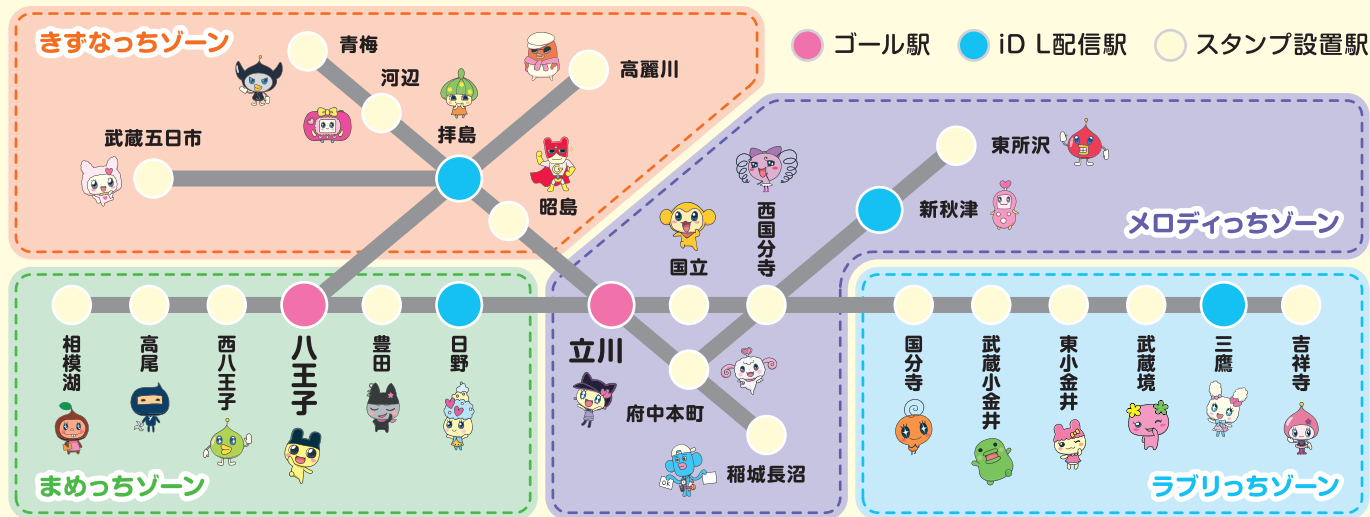 きずなっちゾーン
青梅
河辺
拝島
高麗川
武蔵五日市
昭島
ゴール駅
iD L配信駅
スタンプ設置駅
東所沢
新秋津
メロディっちゾーン
西国分寺
国立
立川
府中本町
稲城長沼
相模湖
高尾
西八王子
八王子
豊田
日野
まめっちゾーン
国分寺
武蔵小金井
東小金井
武蔵境
三鷹
吉祥寺
ラブリっちゾーン